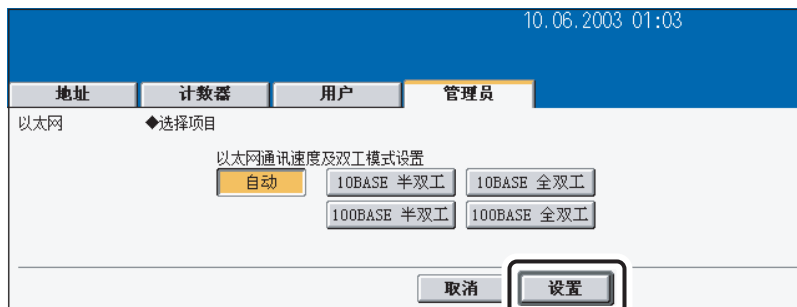 10.06.2003 01:03
地址 计数器 用户 管理员
以太网 ◆选择项目
以太网通讯速度及双工模式设置
自动 10BASE 半双工 10BASE 全双工
100BASE 半双工 100BASE 全双工
取消 设置